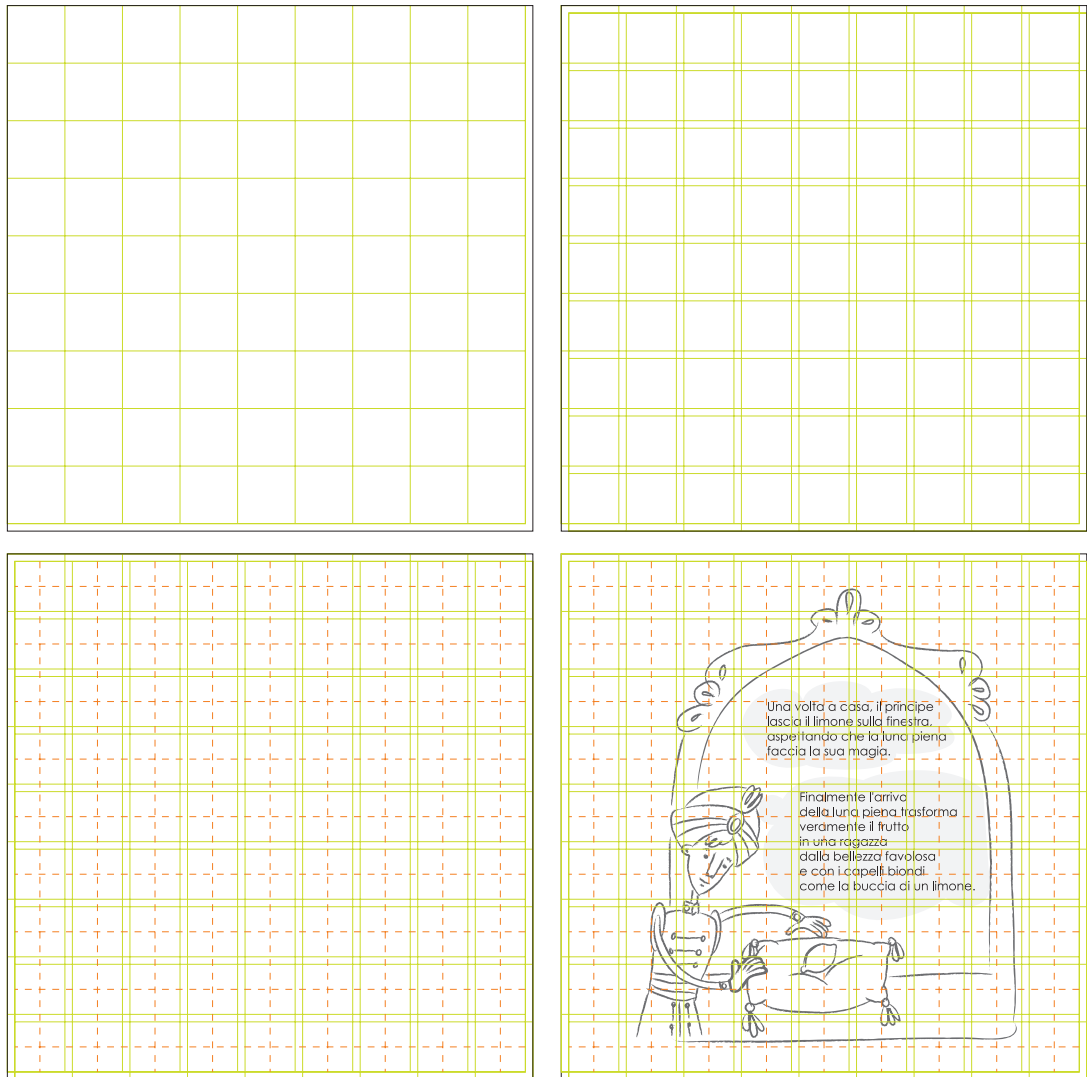 Una volta a casa, il principe
lascia il limone sulla finestra,
aspettando che la luna piena
faccia la sua magia.
Finalmente l'arrivo
della luna piena trasforma
veramente il frutto
in una ragazza
dalla bellezza favolosa
e con i capelli biondi
come la buccia di un limone.